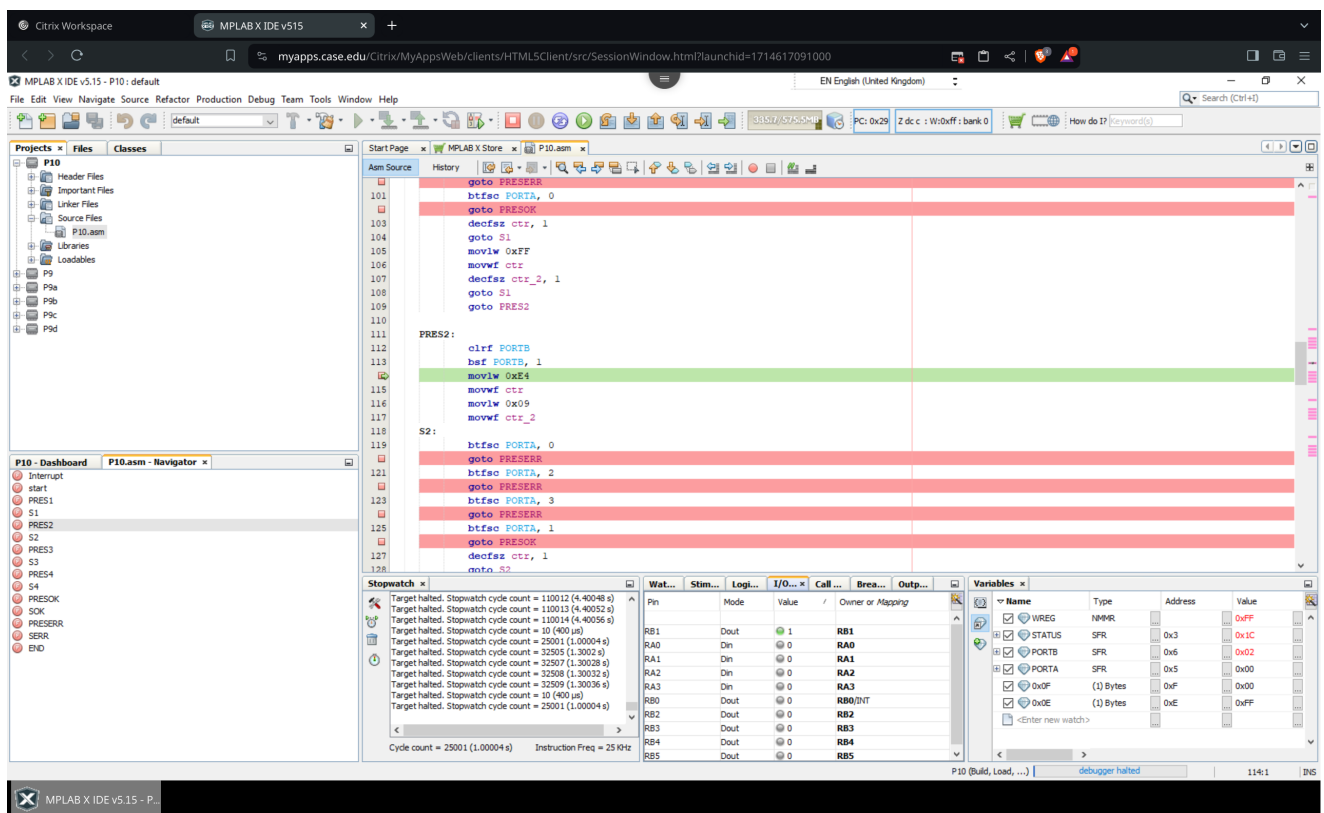 Citrix Workspace
MPLAB X IDE v515
myapps.case.edu/Citrix/MyAppsWeb/clients/HTML5Client/src/SessionWindow.html?launchid=1714617091000
MPLAB X IDE v5.15 - P10 : default
EN English (United Kingdom)
File Edit View Navigate Source Refactor Production Debug Team Tools Window Help
Search (Ctrl+I)
default
PC: 0x29
Z dc c : W:0xff : bank 0
How do I?
Keyword(s)
Projects
Files
Classes
P10
Header Files
Important Files
Linker Files
Source Files
P10.asm
Libraries
Loadables
P9
P9a
P9b
P9c
P9d
P10 - Dashboard
P10.asm - Navigator
Interrupt
start
PRES1
S1
PRES2
S2
PRES3
S3
PRES4
S4
PRESOK
SOK
PRESERR
SERR
END
Start Page
MPLAB X Store
P10.asm
Asm Source
History
goto PRESERR
101 btfsc PORTA, 0
goto PRESOK
103 decfsz ctr, 1
104 goto S1
105 movlw 0xFF
106 movwf ctr
107 decfsz ctr_2, 1
108 goto S1
109 goto PRES2
110
111 PRES2:
112 clrf PORTB
113 bsf PORTB, 1
movlw 0xE4
115 movwf ctr
116 movlw 0x09
117 movwf ctr_2
118 S2:
119 btfsc PORTA, 0
goto PRESERR
121 btfsc PORTA, 2
goto PRESERR
123 btfsc PORTA, 3
goto PRESERR
125 btfsc PORTA, 1
goto PRESOK
127 decfsz ctr, 1
128 goto S2
Stopwatch
Target halted. Stopwatch cycle count = 110012 (4.40048 s)
Target halted. Stopwatch cycle count = 110013 (4.40052 s)
Target halted. Stopwatch cycle count = 110014 (4.40056 s)
Target halted. Stopwatch cycle count = 10 (400 µs)
Target halted. Stopwatch cycle count = 25001 (1.00004 s)
Target halted. Stopwatch cycle count = 32505 (1.3002 s)
Target halted. Stopwatch cycle count = 32507 (1.30028 s)
Target halted. Stopwatch cycle count = 32508 (1.30032 s)
Target halted. Stopwatch cycle count = 32509 (1.30036 s)
Target halted. Stopwatch cycle count = 10 (400 µs)
Target halted. Stopwatch cycle count = 25001 (1.00004 s)
Cycle count = 25001 (1.00004 s) Instruction Freq = 25 KHz
Wat... Stim... Logi... I/O... Call ... Brea... Outp...
Pin Mode Value Owner or Mapping
RB1 Dout 1 RB1
RA0 Din 0 RA0
RA1 Din 0 RA1
RA2 Din 0 RA2
RA3 Din 0 RA3
RB0 Dout 0 RB0/INT
RB2 Dout 0 RB2
RB3 Dout 0 RB3
RB4 Dout 0 RB4
RB5 Dout 0 RB5
Variables
Name Type Address Value
WREG NMMR 0xFF
STATUS SFR 0x3 0x1C
PORTB SFR 0x6 0x02
PORTA SFR 0x5 0x00
0x0F (1) Bytes 0xF 0x00
0x0E (1) Bytes 0xE 0xFF
<Enter new watch>
P10 (Build, Load, ...)
debugger halted
114:1
INS
MPLAB X IDE v5.15 - P...